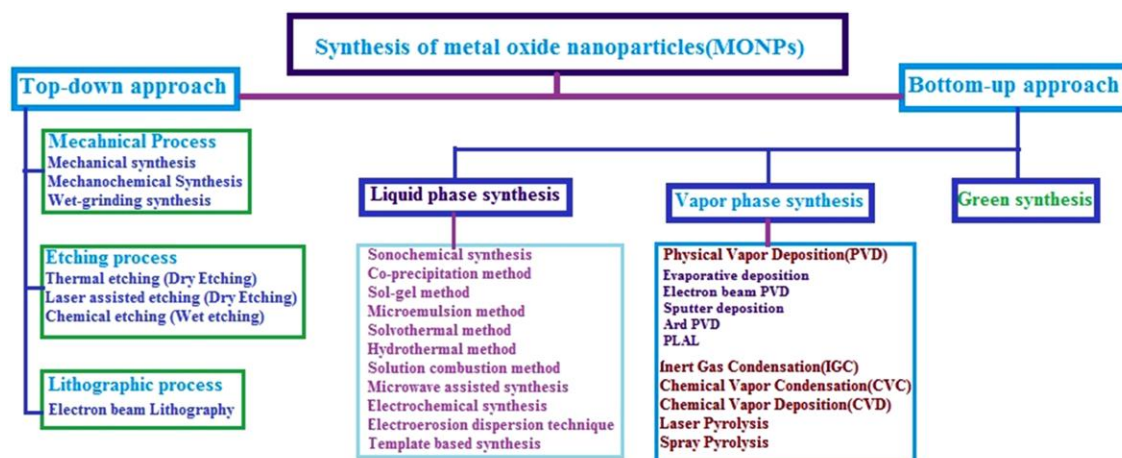 Synthesis of metal oxide nanoparticles(MONPs)
Top-down approach
Mecahnical Process
Mechanical synthesis
Mechanochemical Synthesis
Wet-grinding synthesis
Etching process
Thermal etching (Dry Etching)
Laser assisted etching (Dry Etching)
Chemical etching (Wet etching)
Lithographic process
Electron beam Lithography
Bottom-up approach
Liquid phase synthesis
Sonochemical synthesis
Co-precipitation method
Sol-gel method
Microemulsion method
Solvothermal method
Hydrothermal method
Solution combustion method
Microwave assisted synthesis
Electrochemical synthesis
Electroerosion dispersion technique
Template based synthesis
Vapor phase synthesis
Physical Vapor Deposition(PVD)
Evaporative deposition
Electron beam PVD
Sputter deposition
Ard PVD
PLAL
Inert Gas Condensation(IGC)
Chemical Vapor Condensation(CVC)
Chemical Vapor Deposition(CVD)
Laser Pyrolysis
Spray Pyrolysis
Green synthesis